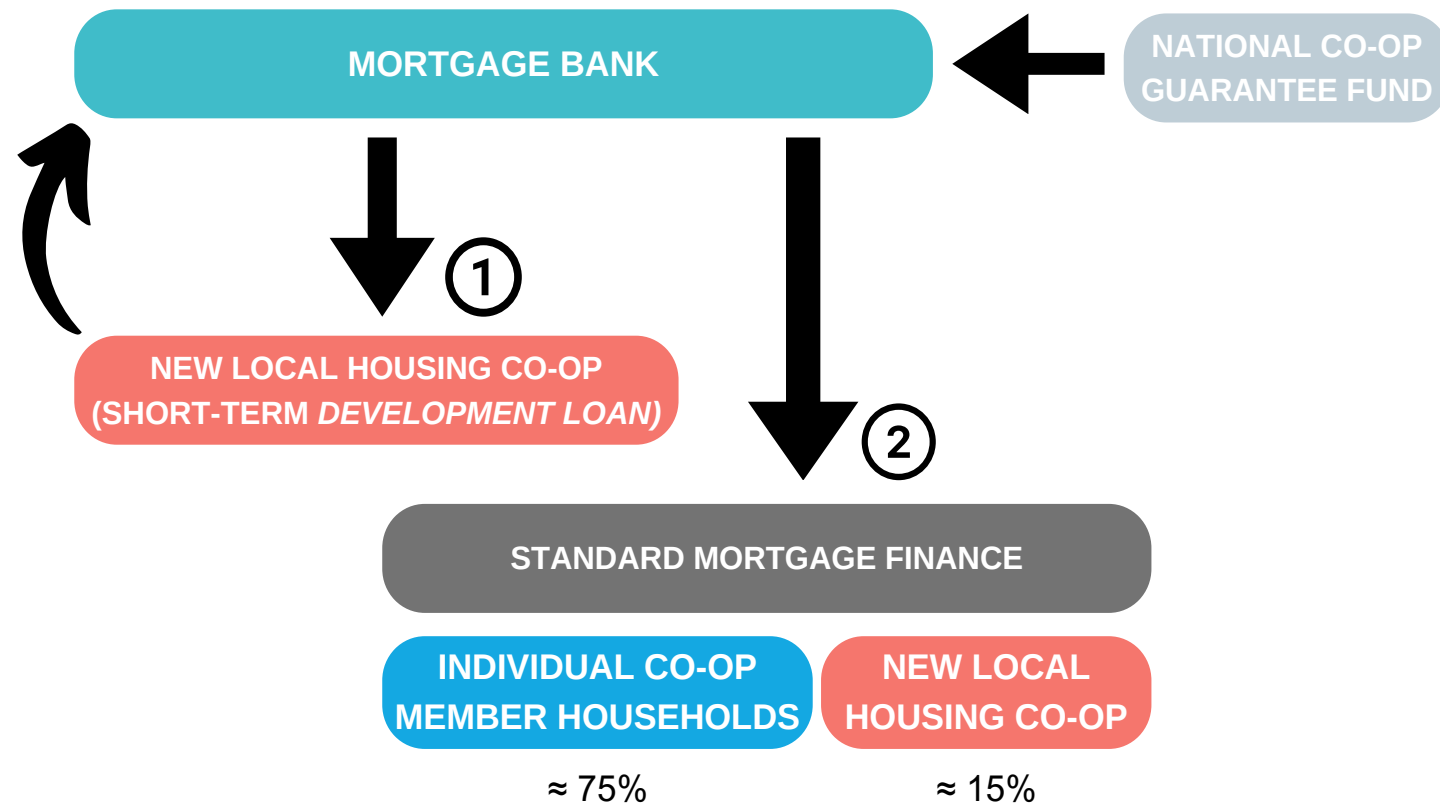 MORTGAGE BANK
NATIONAL CO-OP
GUARANTEE FUND
1
NEW LOCAL HOUSING CO-OP
(SHORT-TERM DEVELOPMENT LOAN)
2
STANDARD MORTGAGE FINANCE
INDIVIDUAL CO-OP
MEMBER HOUSEHOLDS
≈ 75%
NEW LOCAL
HOUSING CO-OP
≈ 15%